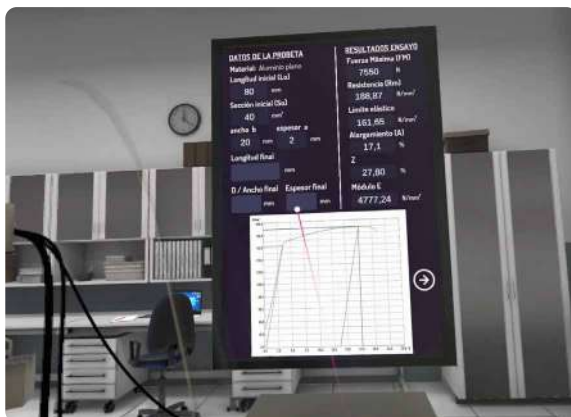 DATOS DE LA PROBETA
Material: Aluminio plano
Longitud inicial (Lo)
80 mm
Sección inicial (So)
40 mm²
ancho b espesor a
20 mm 2 mm
Longitud final
mm
D / Ancho final Espesor final
mm mm
RESULTADOS ENSAYO
Fuerza Máxima (FM)
7550 N
Resistencia (Rm)
188,87 N/mm²
Límite elástico
161,65 N/mm²
Alargamiento (A)
17,1 %
Z
27,80 %
Módulo E
4777,24 N/mm²